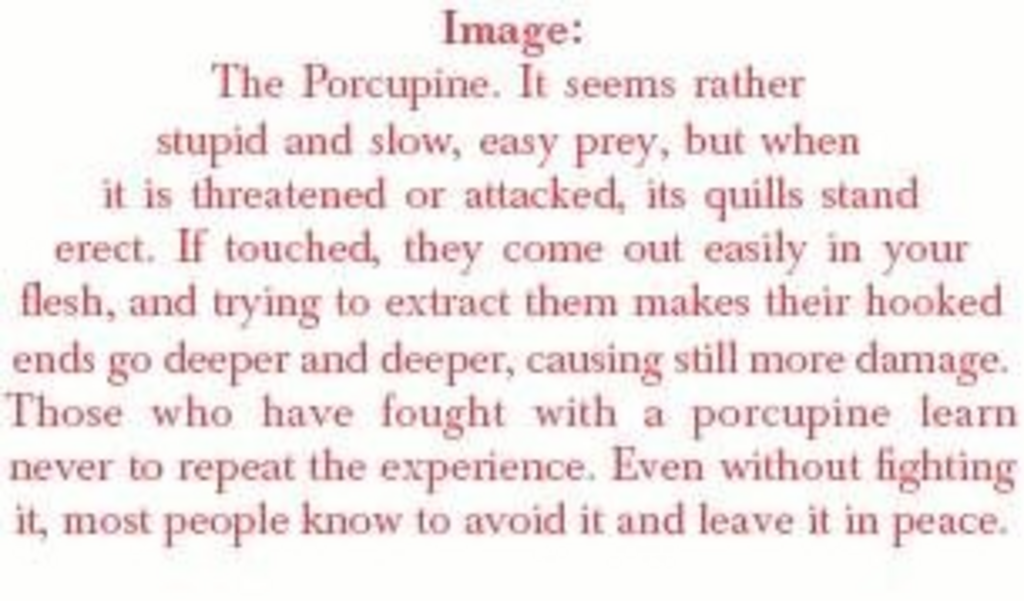 Image:
The Porcupine. It seems rather
stupid and slow, easy prey, but when
it is threatened or attacked, its quills stand
erect. If touched, they come out easily in your
flesh, and trying to extract them makes their hooked
ends go deeper and deeper, causing still more damage.
Those who have fought with a porcupine learn
never to repeat the experience. Even without fighting
it, most people know to avoid it and leave it in peace.